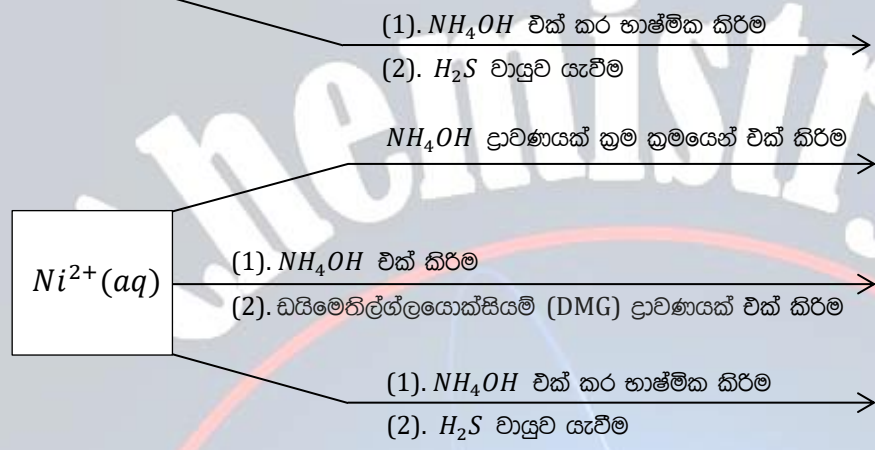 (1). NH₄OH එක් කර භාෂ්මික කිරිම
(2). H₂S වායුව යැවීම
NH₄OH ද්‍රාවණයක් ක්‍රම ක්‍රමයෙන් එක් කිරිම
Ni²⁺(aq)
(1). NH₄OH එක් කිරිම
(2). ඩයිමෙතිල්ග්ලයොක්සියම් (DMG) ද්‍රාවණයක් එක් කිරිම
(1). NH₄OH එක් කර භාෂ්මික කිරිම
(2). H₂S වායුව යැවීම